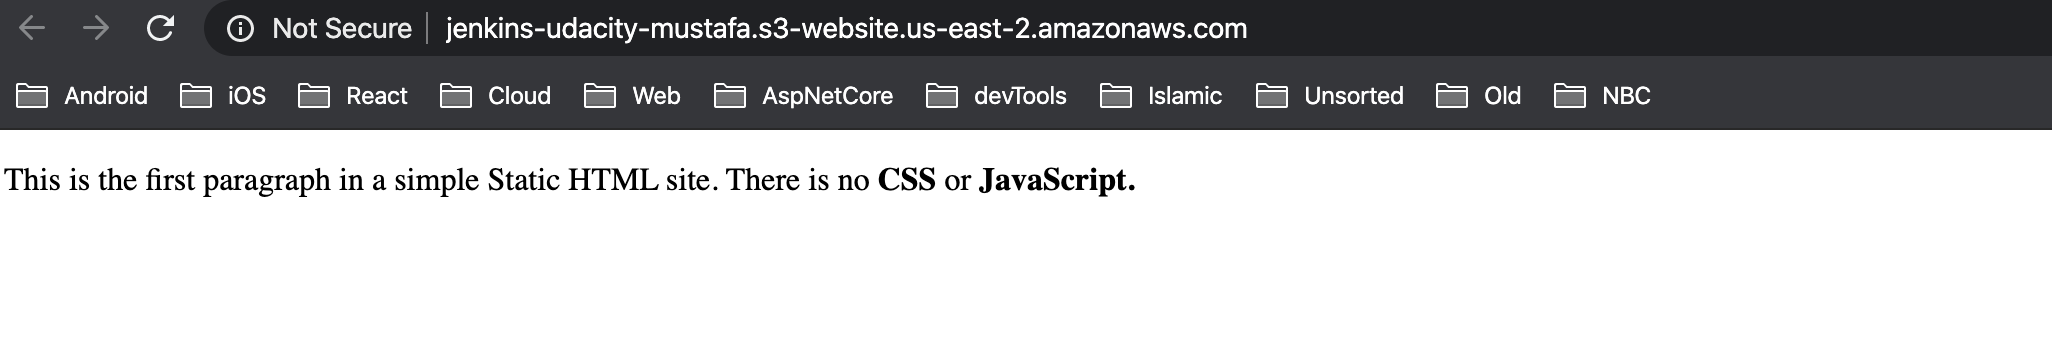 Not Secure | jenkins-udacity-mustafa.s3-website.us-east-2.amazonaws.com
Android iOS React Cloud Web AspNetCore devTools Islamic Unsorted Old NBC
This is the first paragraph in a simple Static HTML site. There is no CSS or JavaScript.